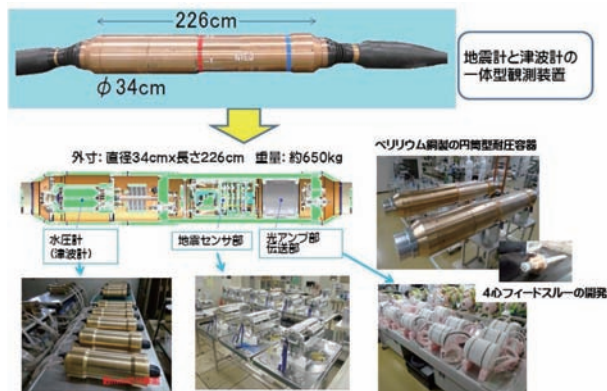 226cm
φ34cm
地震計と津波計の
一体型観測装置
外寸：直径34cm×長さ226cm　重量：約650kg
ベリリウム銅製の円筒型耐圧容器
水圧計
(津波計)
地震センサ部
光アンプ部
伝送部
4心フィードスルーの開発